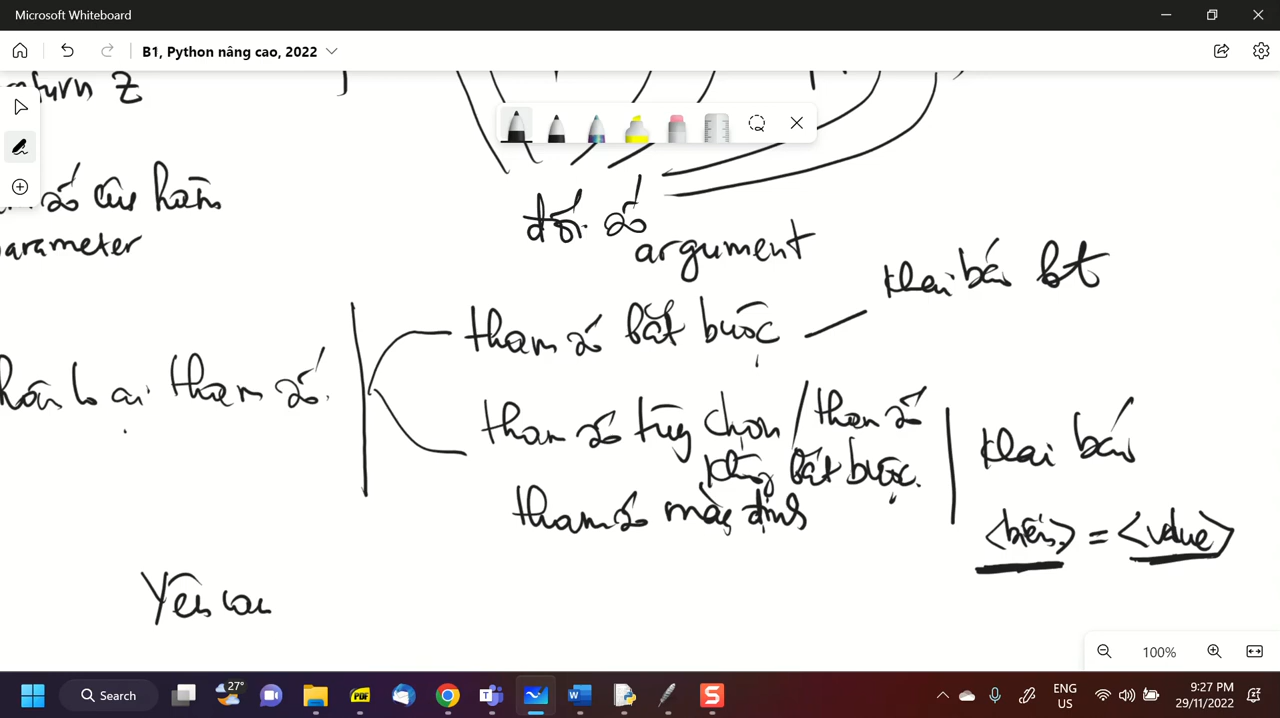 Microsoft Whiteboard
B1, Python nâng cao, 2022
return z
số của hàm
parameter
đối số
argument
tham số bắt buộc
khai báo bt
phân loại tham số.
tham số tùy chọn / tham số
không bắt buộc.
tham số mặc định
khai báo
<biến> = <value>
Yêu cầu
100%
27°
Search
ENG
US
9:27 PM
29/11/2022